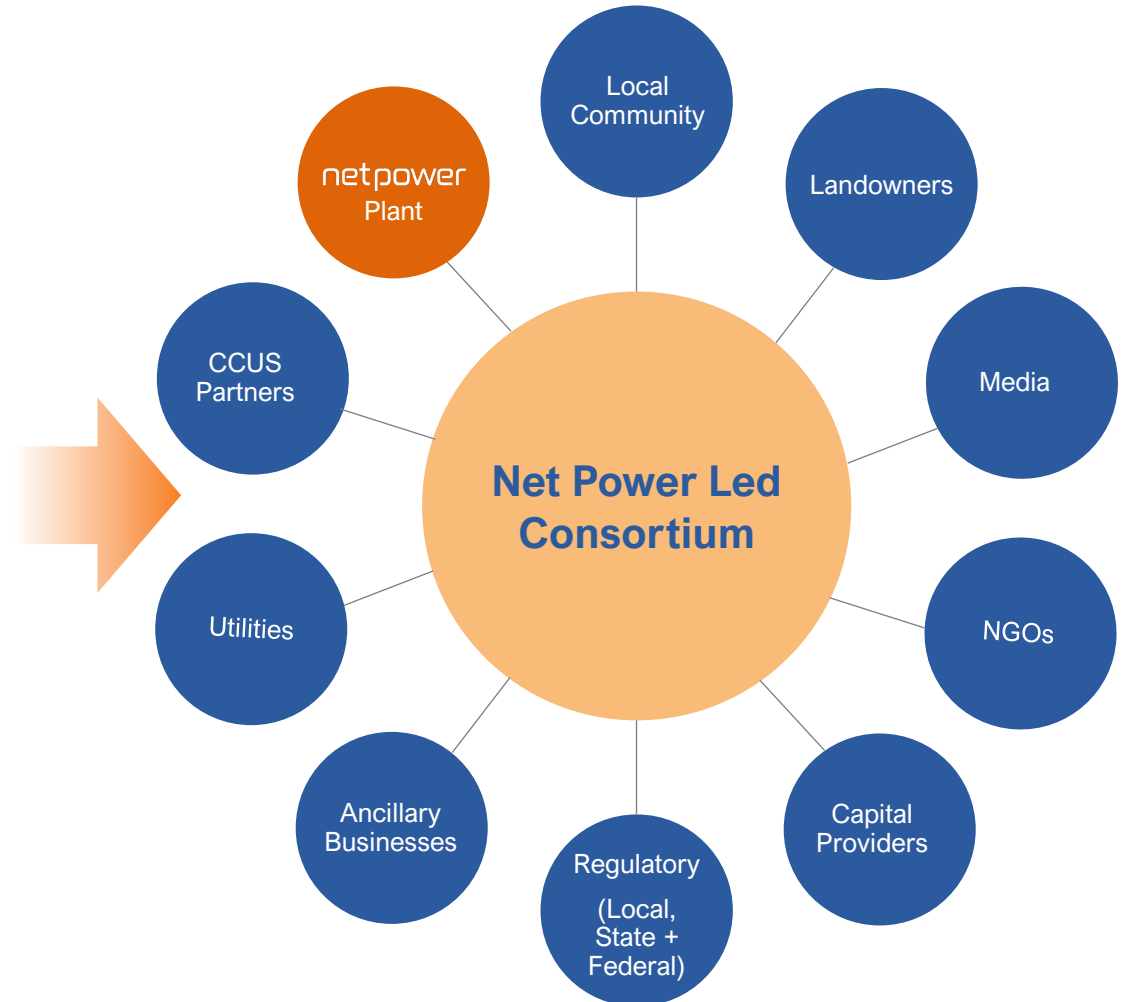 Local
Community
netpower
Plant
Landowners
CCUS
Partners
Media
Net Power Led
Consortium
Utilities
NGOs
Ancillary
Businesses
Capital
Providers
Regulatory
(Local,
State +
Federal)